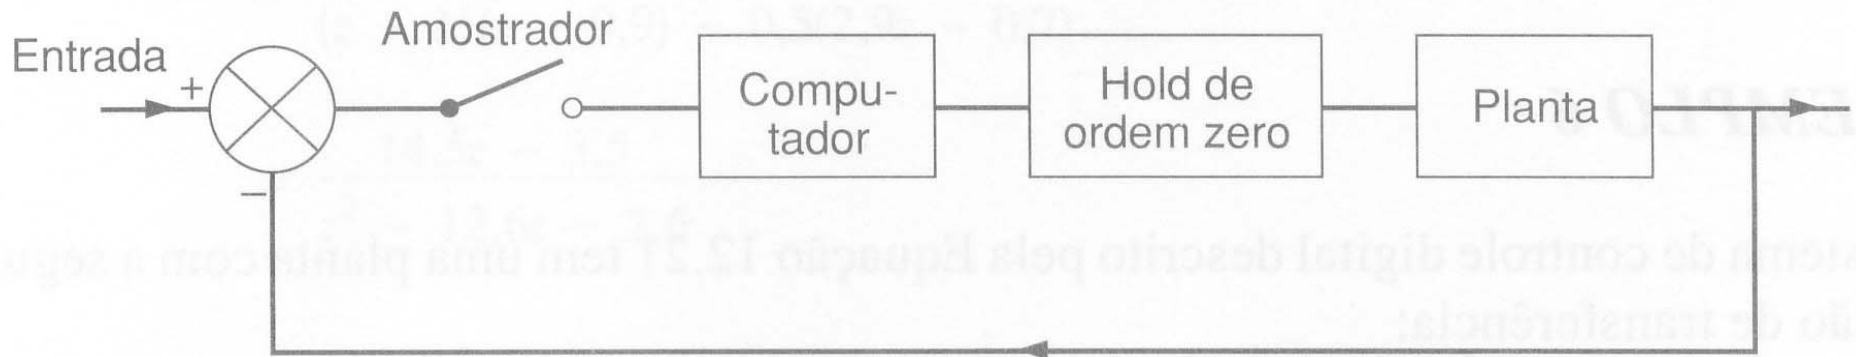 Amostrador
Entrada
+
Compu-
tador
Hold de
ordem zero
Planta
−